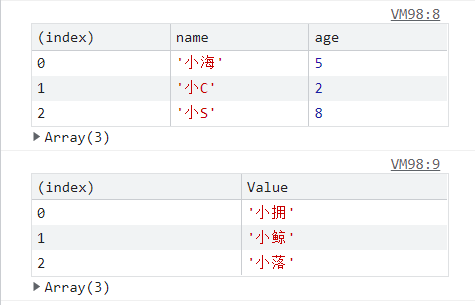 VM98:8
(index) name age
0 '小海' 5
1 '小C' 2
2 '小S' 8
▶ Array(3)
VM98:9
(index) Value
0 '小拥'
1 '小鲸'
2 '小落'
▶ Array(3)